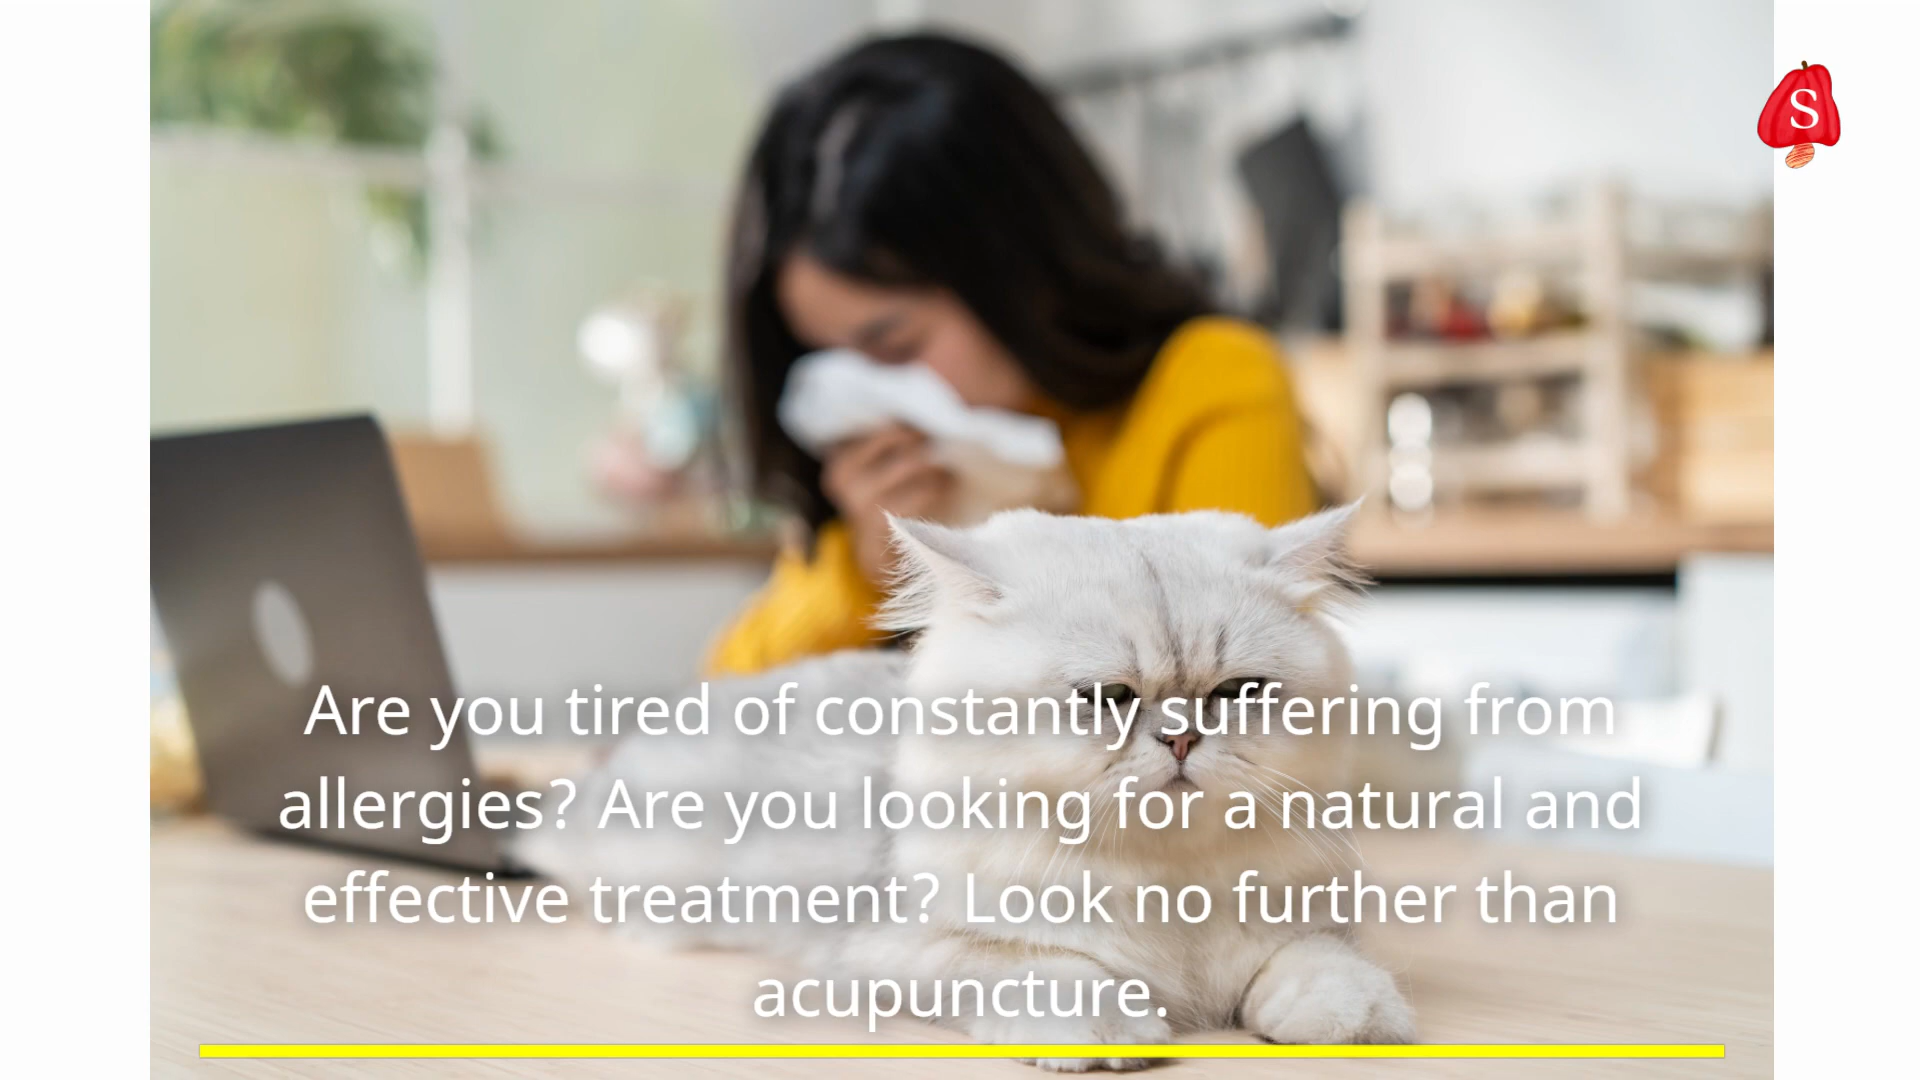 S
Are you tired of constantly suffering from
allergies? Are you looking for a natural and
effective treatment? Look no further than
acupuncture.